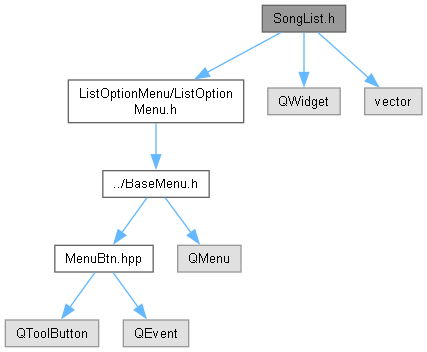 SongList.h
ListOptionMenu/ListOption
Menu.h
QWidget
vector
../BaseMenu.h
MenuBtn.hpp
QMenu
QToolButton
QEvent